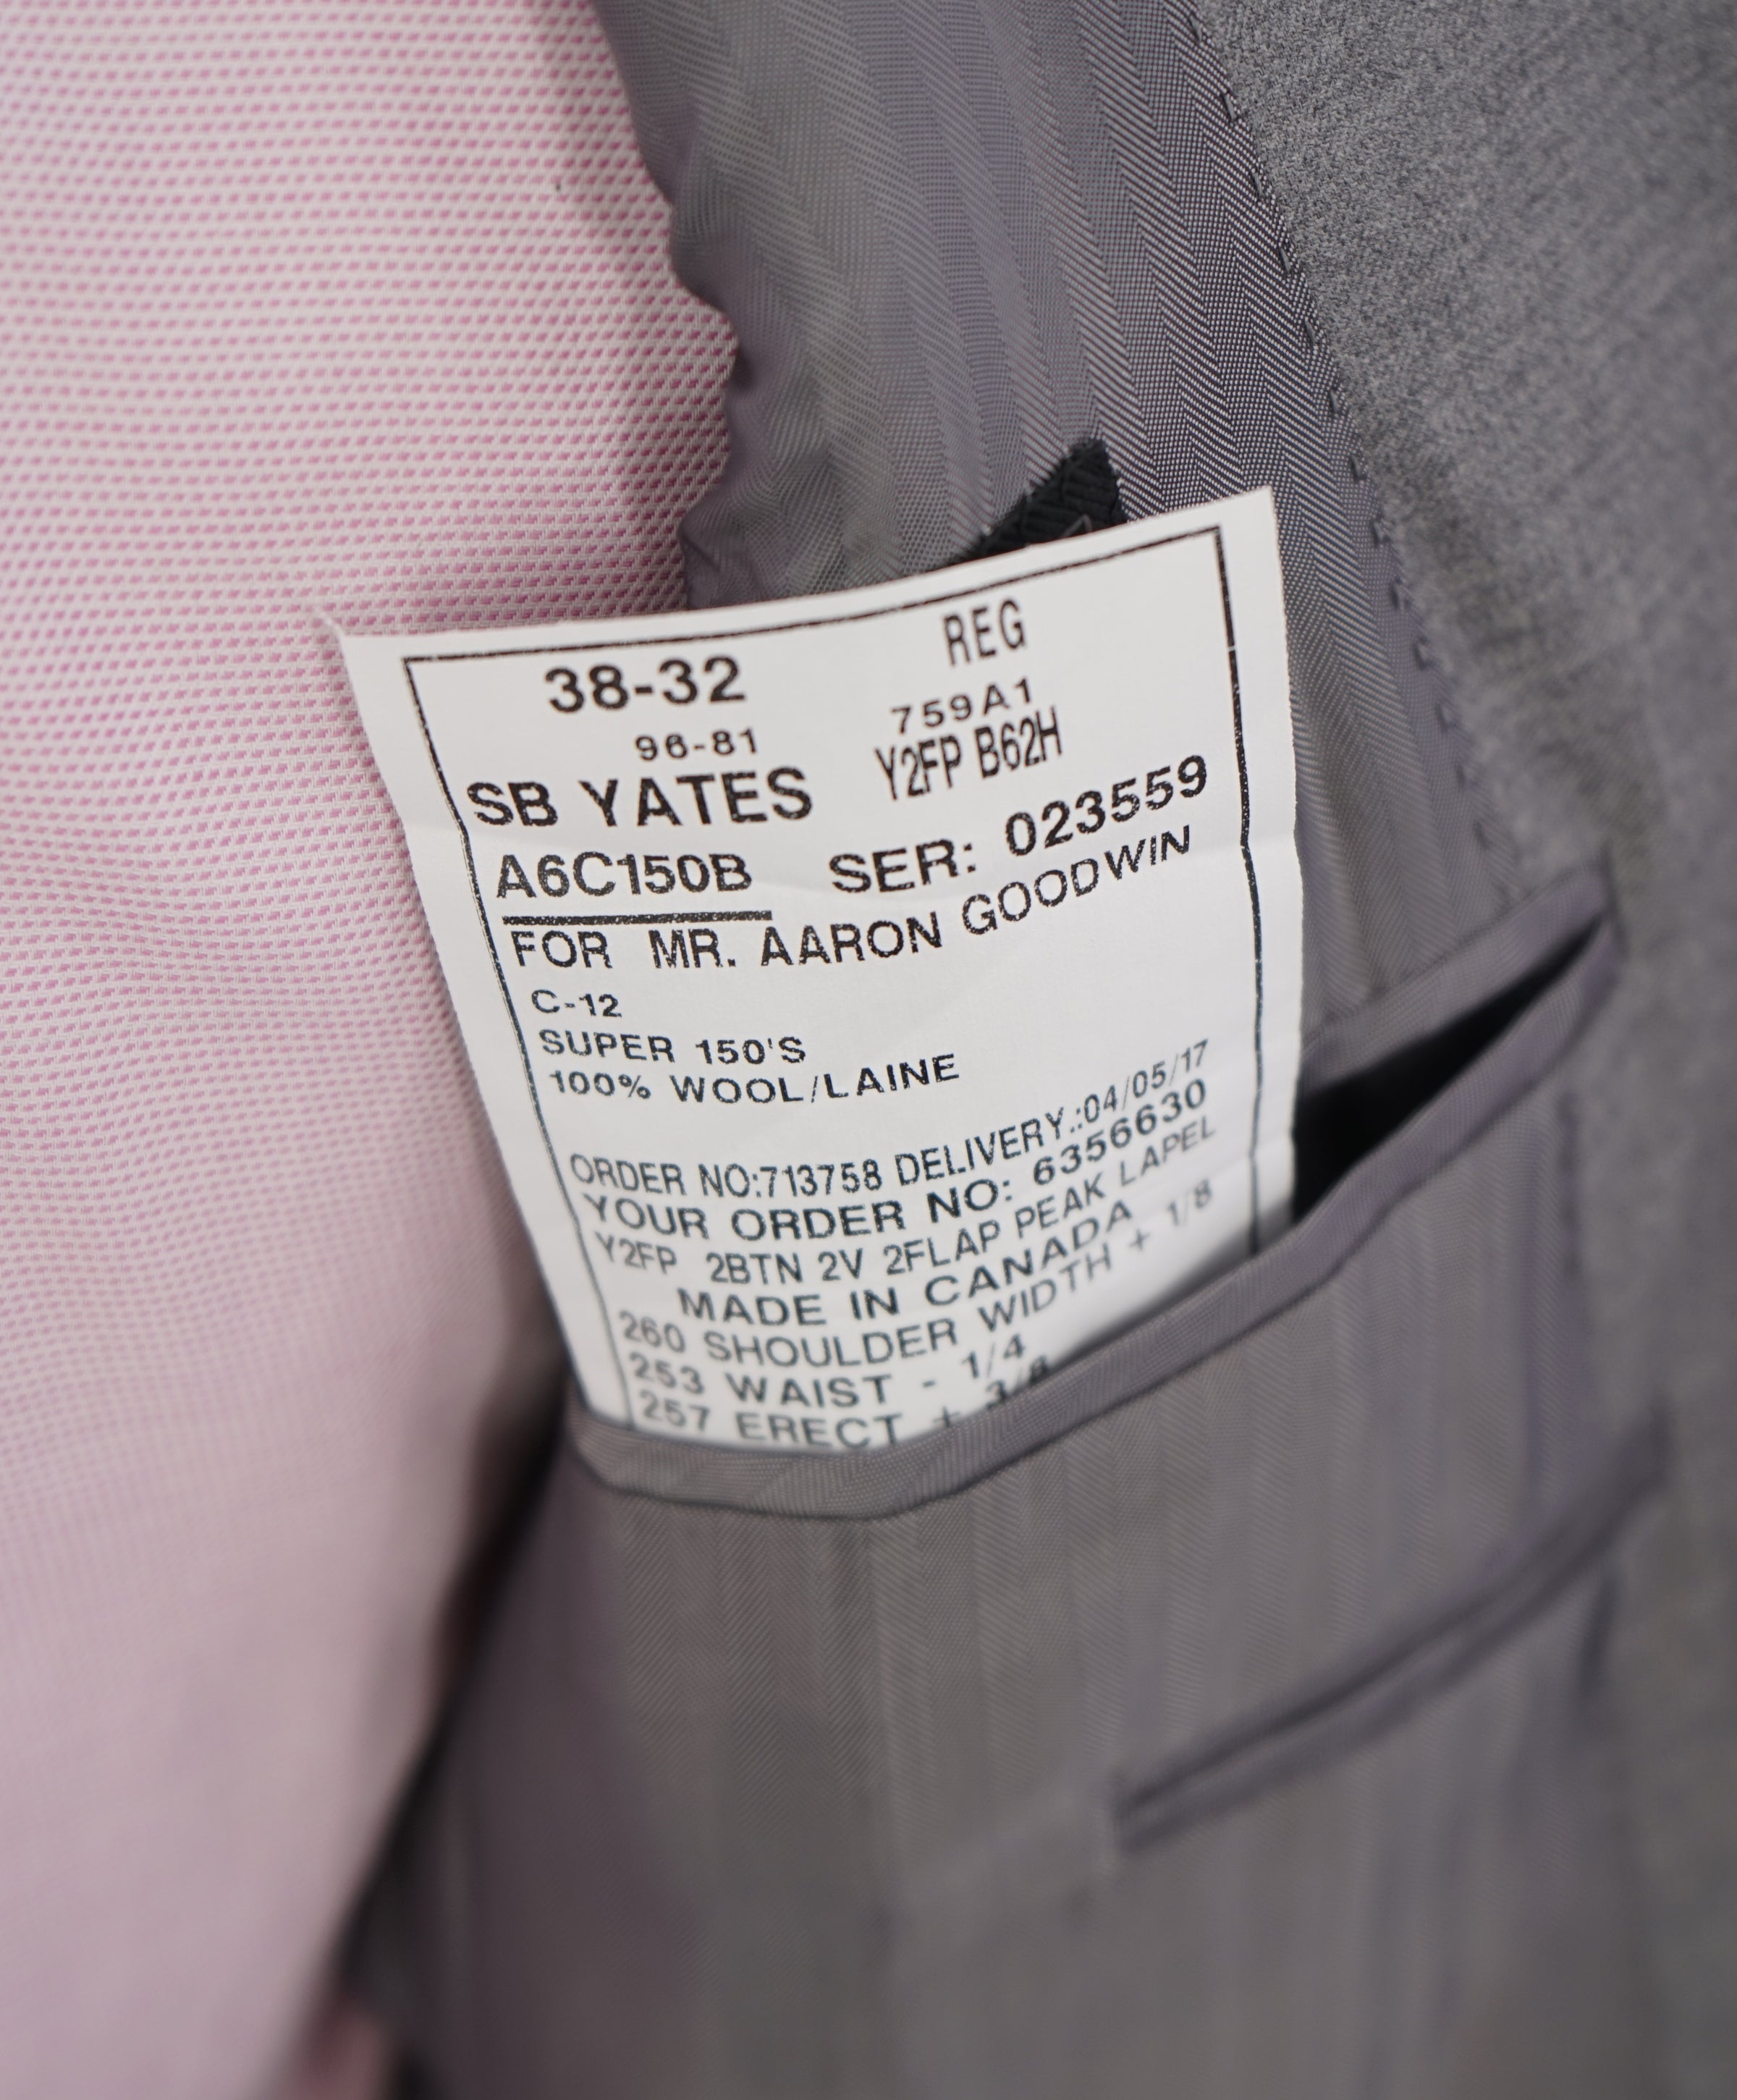 38-32 REG
96-81 759A1
SB YATES Y2FP B62H
A6C150B SER: 023559
FOR MR. AARON GOODWIN
C-12
SUPER 150'S
100% WOOL/LAINE
ORDER NO:713758 DELIVERY.:04/05/17
YOUR ORDER NO: 6356630
Y2FP 2BTN 2V 2FLAP PEAK LAPEL
MADE IN CANADA
260 SHOULDER WIDTH + 1/8
253 WAIST - 1/4
257 ERECT + 3/8